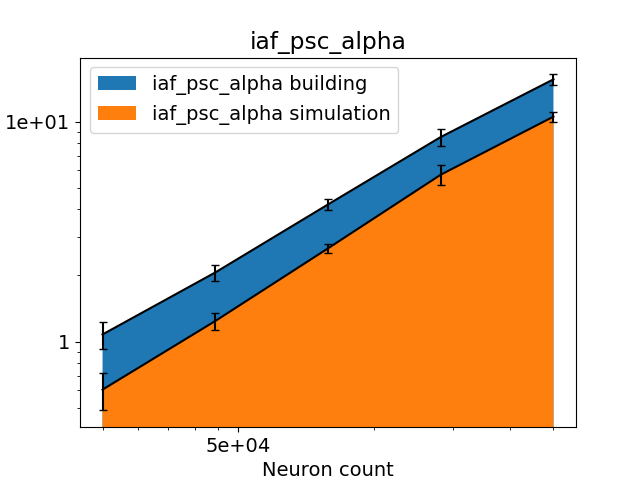 iaf_psc_alpha
iaf_psc_alpha building
iaf_psc_alpha simulation
1e+01
1
5e+04
Neuron count